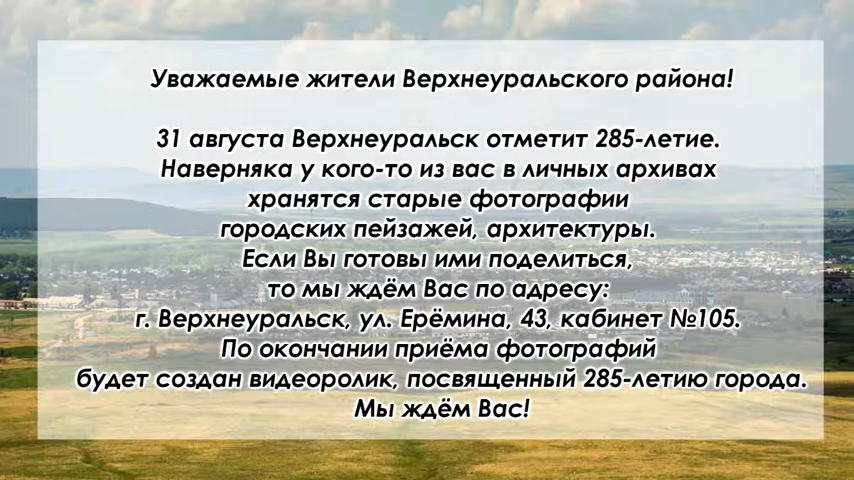 Уважаемые жители Верхнеуральского района!
31 августа Верхнеуральск отметит 285-летие.
Наверняка у кого-то из вас в личных архивах
хранятся старые фотографии
городских пейзажей, архитектуры.
Если Вы готовы ими поделиться,
то мы ждём Вас по адресу:
г. Верхнеуральск, ул. Ерёмина, 43, кабинет №105.
По окончании приёма фотографий
будет создан видеоролик, посвященный 285-летию города.
Мы ждём Вас!